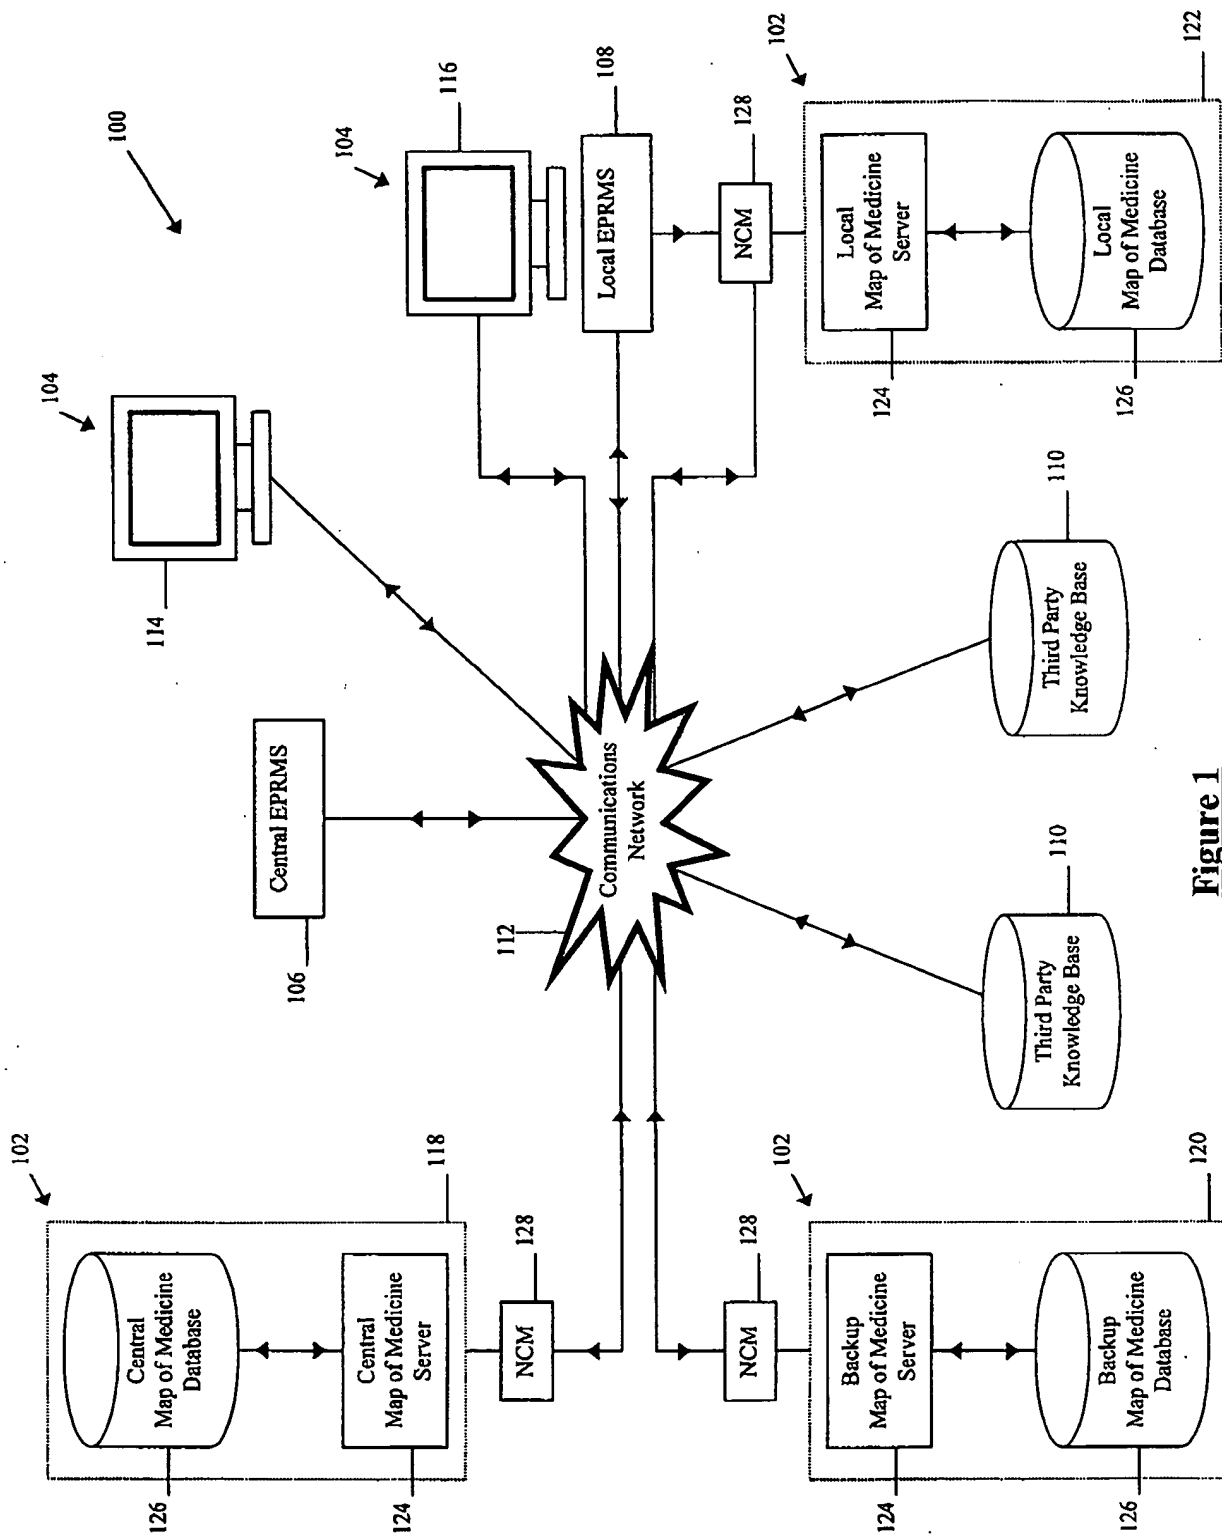 100
102
Central
Map of Medicine
Database
126
118
Central
Map of Medicine
Server
124
128
NCM
104
114
Central EPRMS
106
104
116
112
Communications
Network
Local EPRMS
108
NCM
128
NCM
128
102
Backup
Map of Medicine
Server
124
Backup
Map of Medicine
Database
126
120
Third Party
Knowledge Base
110
Third Party
Knowledge Base
110
102
Local
Map of Medicine
Server
124
Local
Map of Medicine
Database
126
122
Figure 1